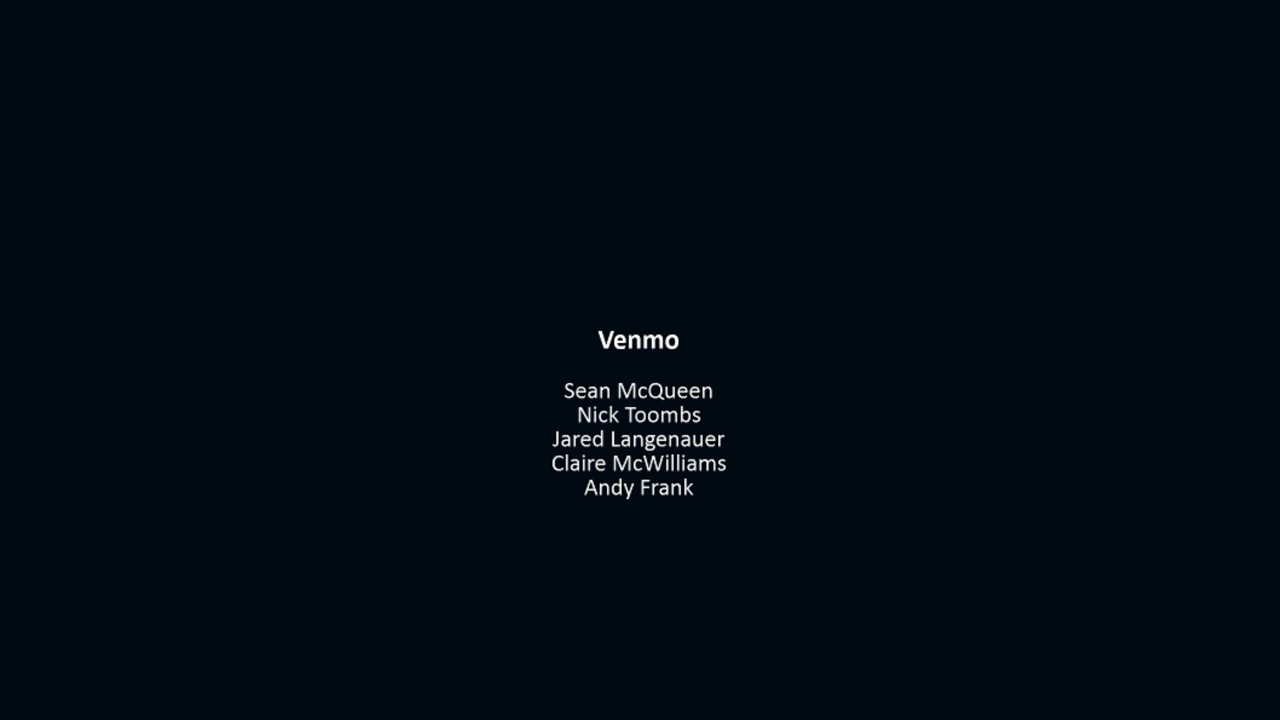 Venmo
Sean McQueen
Nick Toombs
Jared Langenauer
Claire McWilliams
Andy Frank